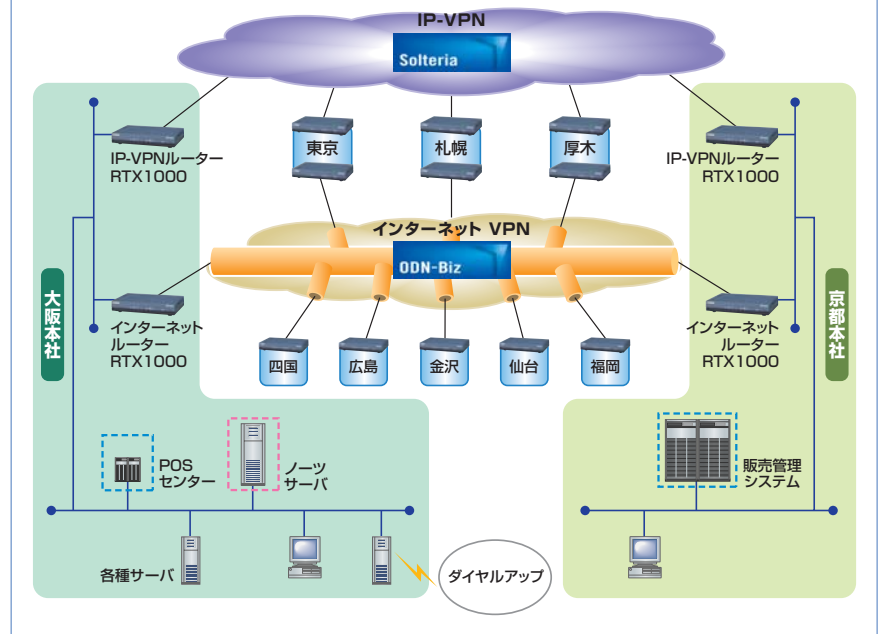 IP-VPN
Solteria
東京
札幌
厚木
IP-VPNルーター
RTX1000
IP-VPNルーター
RTX1000
インターネット VPN
ODN-Biz
大阪本社
京都本社
インターネット
ルーター
RTX1000
インターネット
ルーター
RTX1000
四国
広島
金沢
仙台
福岡
POS
センター
ノーツ
サーバ
販売管理
システム
各種サーバ
ダイヤルアップ